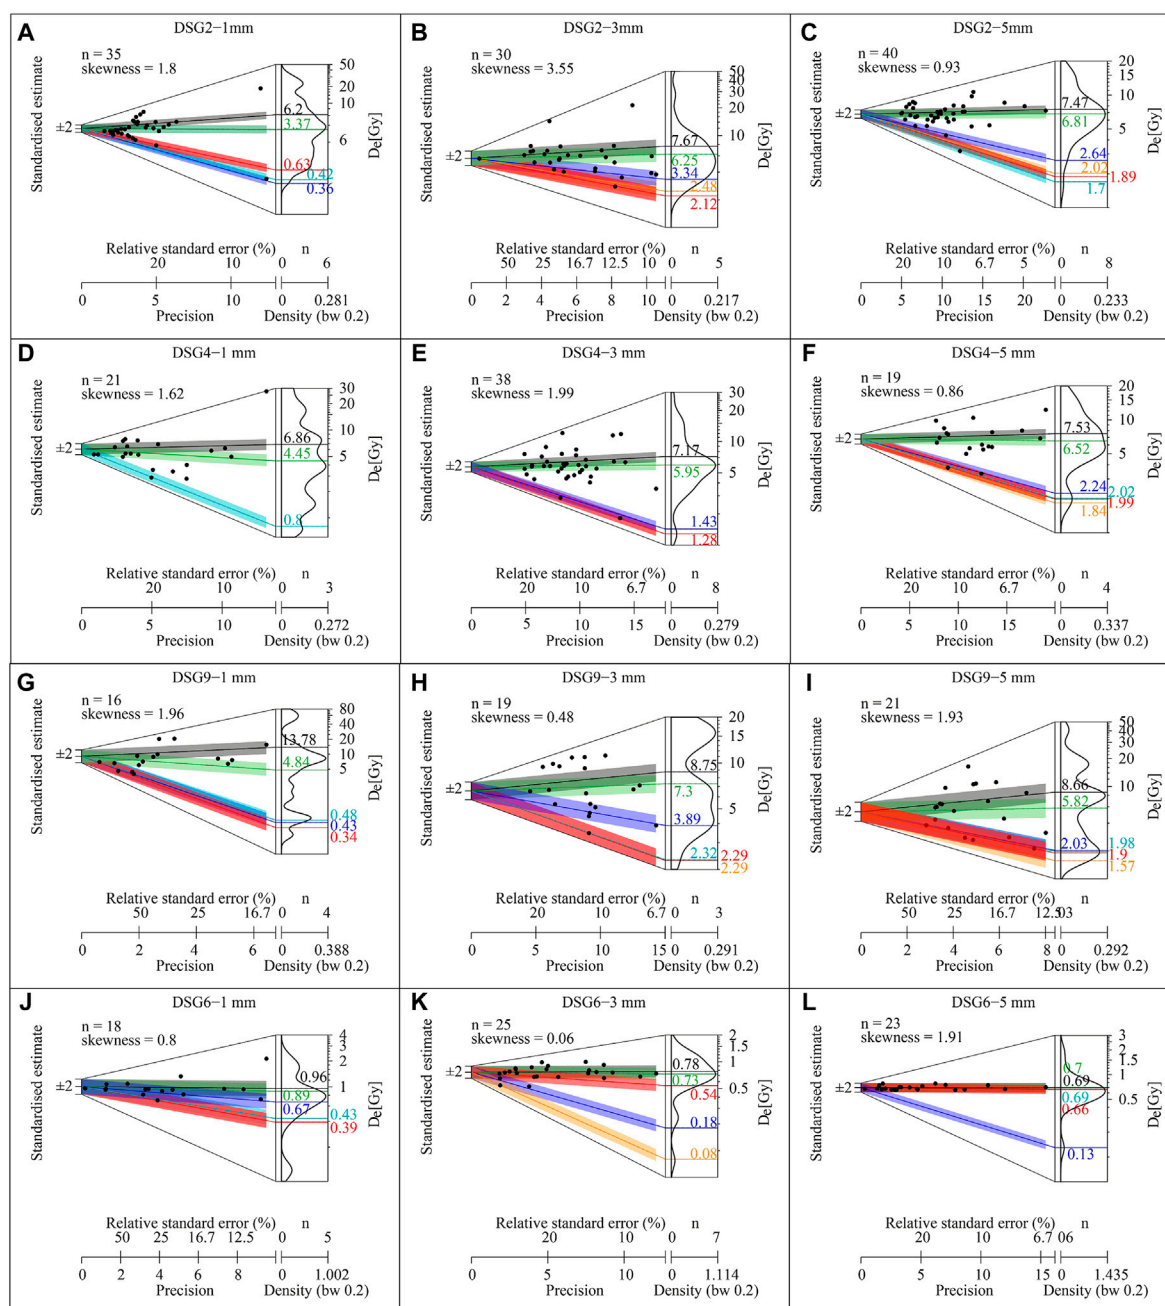 A
DSG2−1mm
n = 35
skewness = 1.8
Standardised estimate
±2
6.2
3.37
0.63
0.42
0.36
50
20
10
6
De[Gy]
Relative standard error (%)
n
20 10
0 6
0 5 10
0 0.281
Precision
Density (bw 0.2)
B
DSG2−3mm
n = 30
skewness = 3.55
Standardised estimate
±2
7.67
6.25
3.34
2.48
2.12
50
40
30
20
10
De[Gy]
Relative standard error (%)
n
50 25 16.7 12.5 10
0 5
0 2 4 6 8 10
0 0.217
Precision
Density (bw 0.2)
C
DSG2−5mm
n = 40
skewness = 0.93
Standardised estimate
±2
7.47
6.81
2.64
2.02
1.89
1.7
20
15
10
5
De[Gy]
Relative standard error (%)
n
20 10 6.7 5
0 8
0 5 10 15 20
0 0.233
Precision
Density (bw 0.2)
D
DSG4−1 mm
n = 21
skewness = 1.62
Standardised estimate
±2
6.86
4.45
0.8
30
20
10
5
De[Gy]
Relative standard error (%)
n
20 10
0 3
0 5 10
0 0.272
Precision
Density (bw 0.2)
E
DSG4−3 mm
n = 38
skewness = 1.99
Standardised estimate
±2
7.17
5.95
1.43
1.28
30
20
10
5
De[Gy]
Relative standard error (%)
n
20 10 6.7
0 8
0 5 10 15
0 0.279
Precision
Density (bw 0.2)
F
DSG4−5 mm
n = 19
skewness = 0.86
Standardised estimate
±2
7.53
6.52
2.24
2.02
1.99
1.84
20
10
5
De[Gy]
Relative standard error (%)
n
20 10 6.7
0 4
0 5 10 15
0 0.337
Precision
Density (bw 0.2)
G
DSG9−1 mm
n = 16
skewness = 1.96
Standardised estimate
±2
13.78
4.84
0.48
0.43
0.34
80
40
20
10
5
De[Gy]
Relative standard error (%)
n
50 25 16.7
0 4
0 2 4 6
0 0.388
Precision
Density (bw 0.2)
H
DSG9−3 mm
n = 19
skewness = 0.48
Standardised estimate
±2
8.75
7.3
3.89
2.32
2.29
2.29
20
10
5
De[Gy]
Relative standard error (%)
n
20 10 6.7
0 3
0 5 10 15
0 0.291
Precision
Density (bw 0.2)
I
DSG9−5 mm
n = 21
skewness = 1.93
Standardised estimate
±2
8.66
5.82
2.03
1.98
1.9
1.57
50
30
20
10
De[Gy]
Relative standard error (%)
n
50 25 16.7 12.5
0 3
0 2 4 6 8
0 0.292
Precision
Density (bw 0.2)
J
DSG6−1 mm
n = 18
skewness = 0.8
Standardised estimate
±2
0.96
0.89
0.67
0.43
0.39
4
3
2
1
De[Gy]
Relative standard error (%)
n
50 25 16.7 12.5
0 5
0 2 4 6 8
0 1.002
Precision
Density (bw 0.2)
K
DSG6−3 mm
n = 25
skewness = 0.06
Standardised estimate
±2
0.78
0.73
0.54
0.18
0.08
2
1.5
1
0.5
De[Gy]
Relative standard error (%)
n
20 10
0 7
0 5 10
0 1.114
Precision
Density (bw 0.2)
L
DSG6−5 mm
n = 23
skewness = 1.91
Standardised estimate
±2
0.7
0.69
0.69
0.66
0.13
3
2
1.5
1
0.5
De[Gy]
Relative standard error (%)
n
20 10 6.7
0 6
0 5 10 15
0 1.435
Precision
Density (bw 0.2)